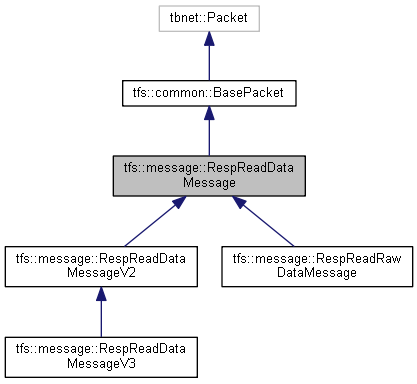 tbnet::Packet
tfs::common::BasePacket
tfs::message::RespReadData
Message
tfs::message::RespReadData
MessageV2
tfs::message::RespReadRaw
DataMessage
tfs::message::RespReadData
MessageV3